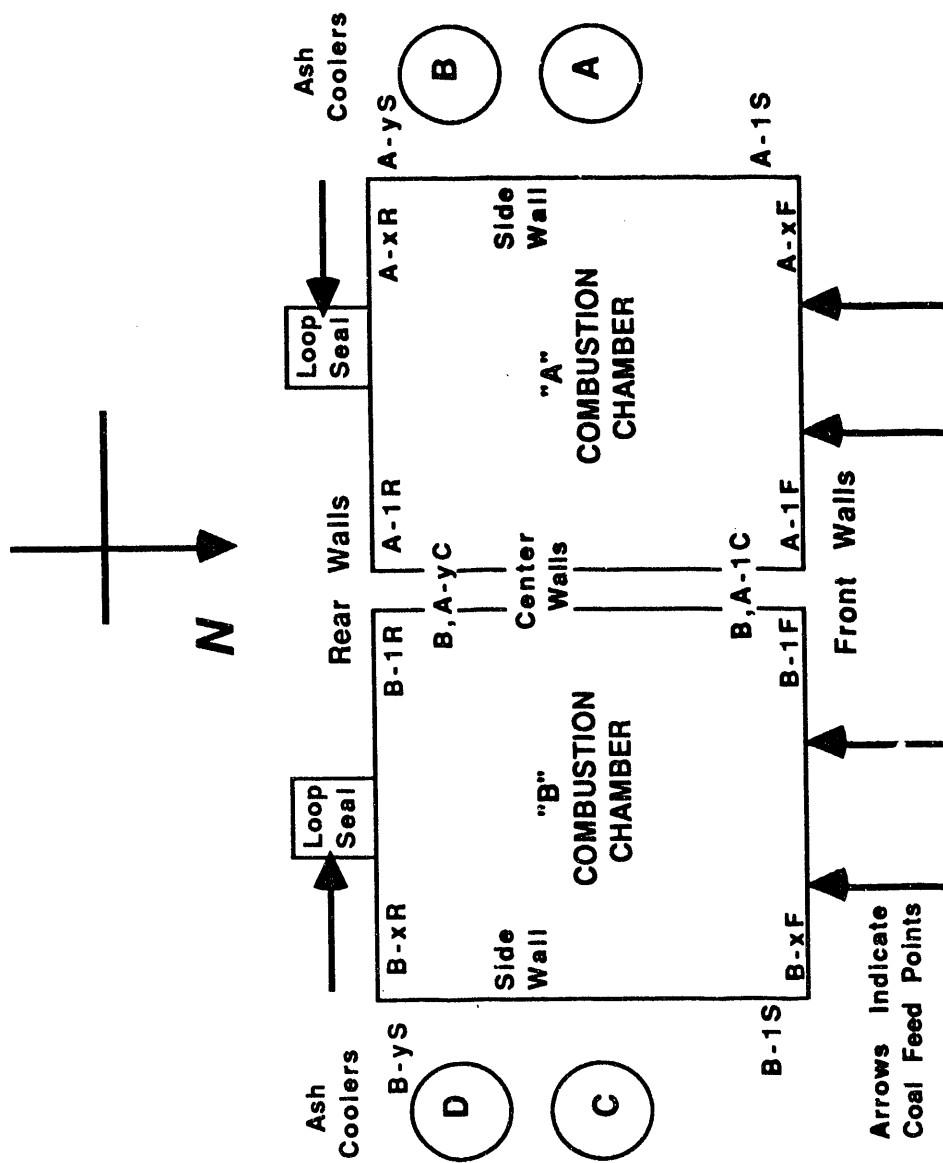 N
Ash
Coolers
Loop
Seal
Rear Walls
Loop
Seal
Ash
Coolers
B-yS
B-xR
B-1R
A-1R
A-xR
A-yS
D
B, A-yC
B
Side
Wall
"B"
COMBUSTION
CHAMBER
Center
Walls
"A"
COMBUSTION
CHAMBER
Side
Wall
C
A
B-1S
B-xF
B-1F
B, A-1C
A-1F
A-xF
A-1S
Front Walls
Arrows Indicate
Coal Feed Points